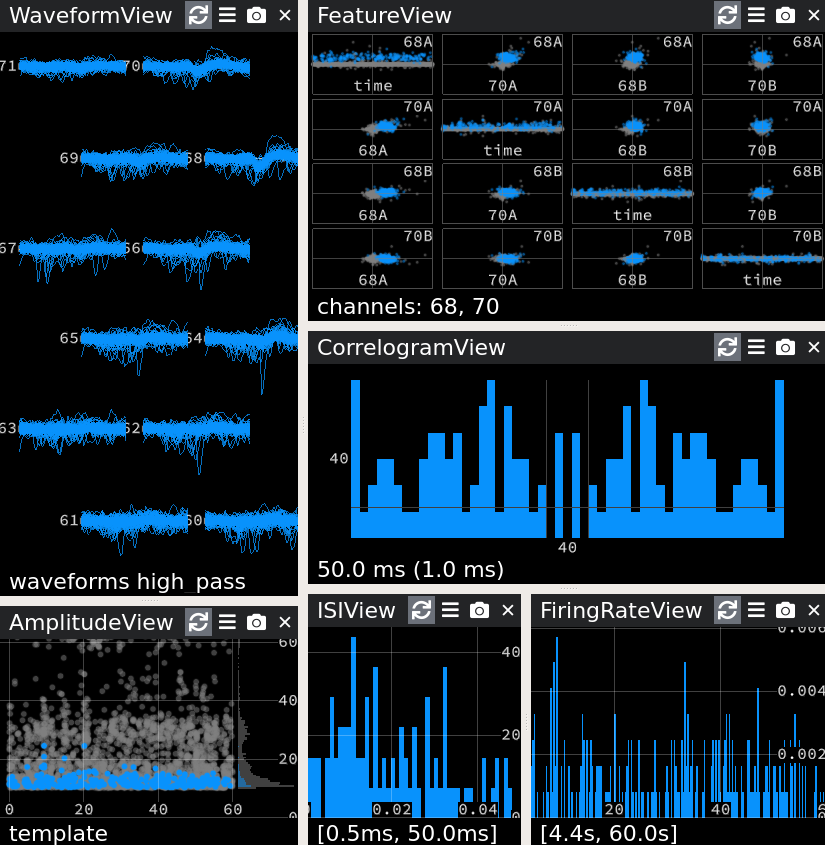 WaveformView
71 70
69 68
67 66
65 64
63 62
61 60
waveforms high_pass
FeatureView
68A 68A 68A 68A
time 70A 68B 70B
70A 70A 70A 70A
68A time 68B 70B
68B 68B 68B 68B
68A 70A time 70B
70B 70B 70B 70B
68A 70A 68B time
channels: 68, 70
CorrelogramView
40
40
50.0 ms (1.0 ms)
AmplitudeView
60
40
20
0 20 40 60 0
template
ISIView
40
20
0.02 0.04
[0.5ms, 50.0ms]
FiringRateView
0.006
0.004
0.002
20 40
[4.4s, 60.0s]